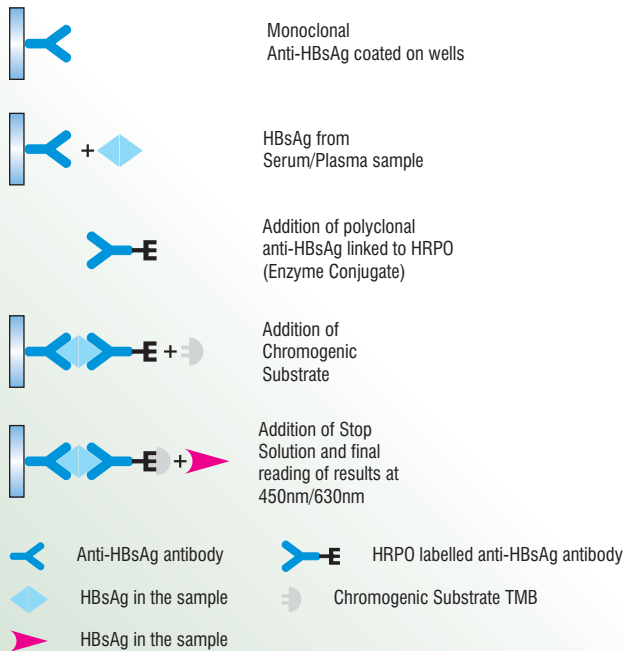 Monoclonal
Anti-HBsAg coated on wells
+
HBsAg from
Serum/Plasma sample
Addition of polyclonal
anti-HBsAg linked to HRPO
(Enzyme Conjugate)
E
E +
Addition of
Chromogenic
Substrate
E +
Addition of Stop
Solution and final
reading of results at
450nm/630nm
Anti-HBsAg antibody
E
HRPO labelled anti-HBsAg antibody
HBsAg in the sample
Chromogenic Substrate TMB
HBsAg in the sample